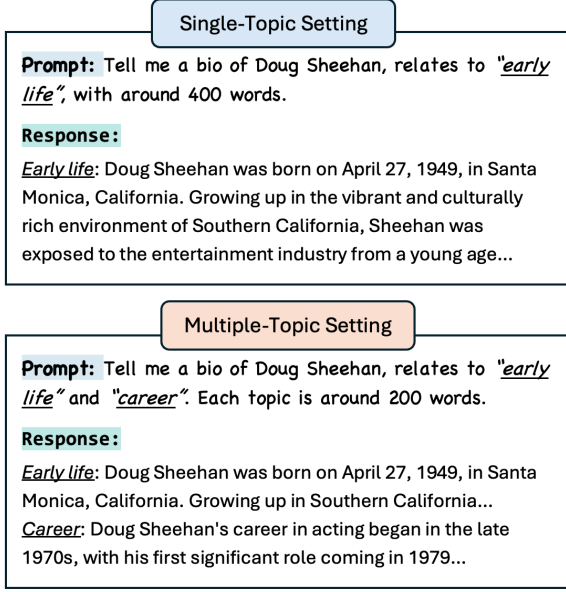 Single-Topic Setting
Prompt: Tell me a bio of Doug Sheehan, relates to "early
life", with around 400 words.
Response:
Early life: Doug Sheehan was born on April 27, 1949, in Santa
Monica, California. Growing up in the vibrant and culturally
rich environment of Southern California, Sheehan was
exposed to the entertainment industry from a young age...
Multiple-Topic Setting
Prompt: Tell me a bio of Doug Sheehan, relates to "early
life" and "career". Each topic is around 200 words.
Response:
Early life: Doug Sheehan was born on April 27, 1949, in Santa
Monica, California. Growing up in Southern California...
Career: Doug Sheehan's career in acting began in the late
1970s, with his first significant role coming in 1979...